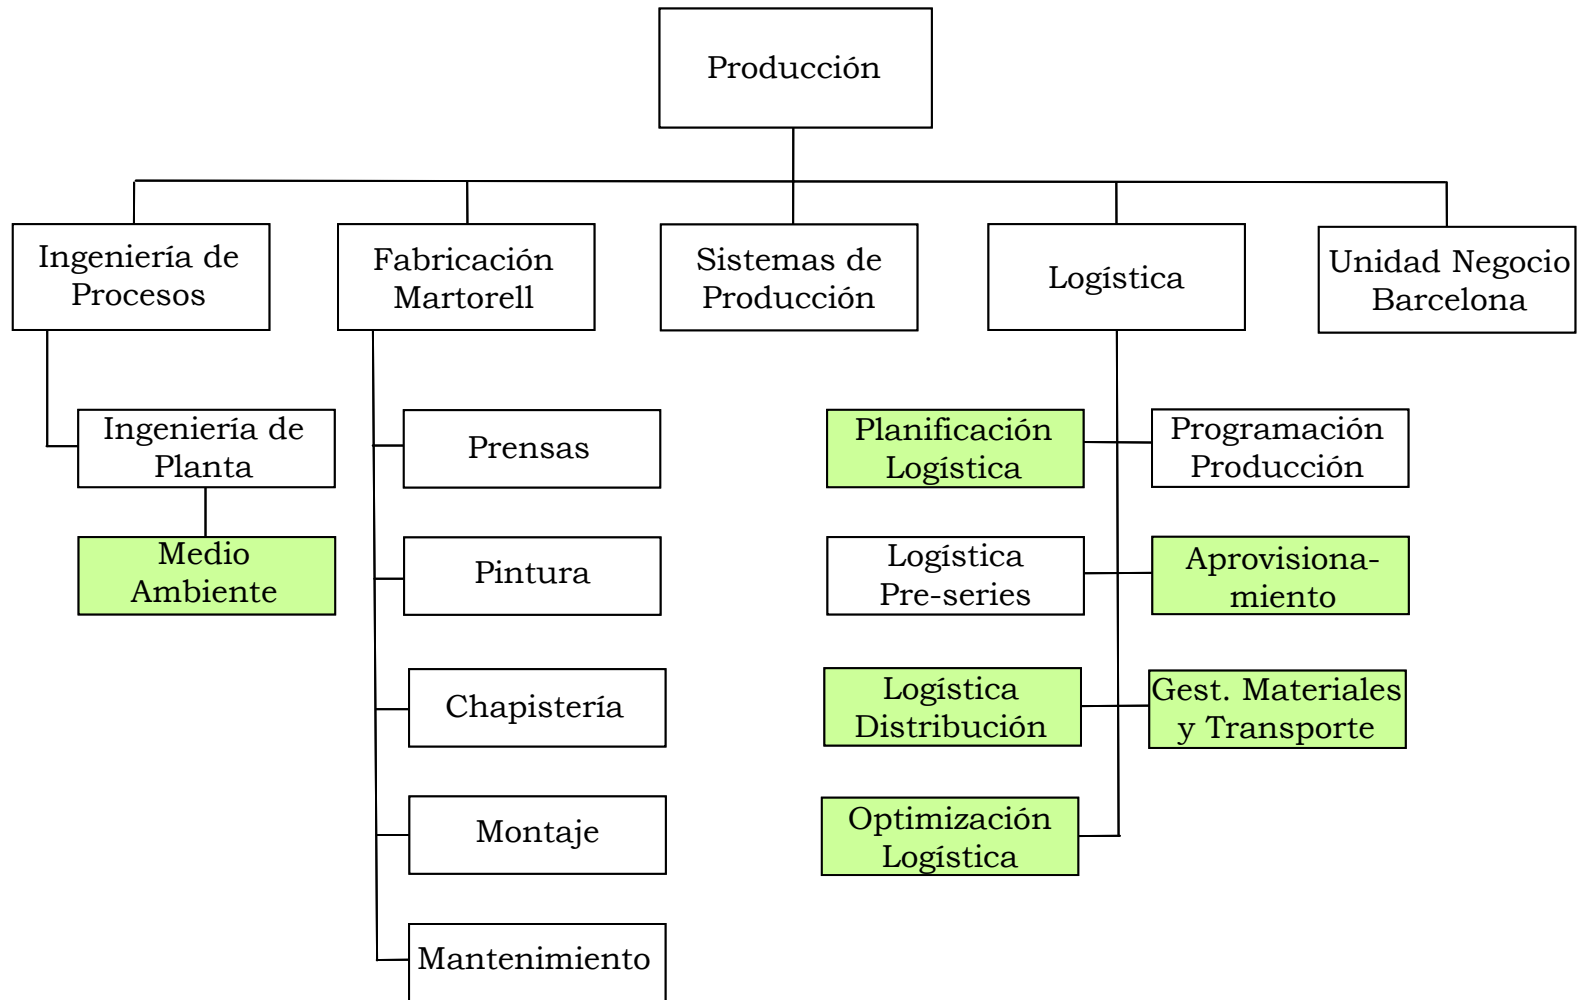 Producción
Ingeniería de
Procesos
Fabricación
Martorell
Sistemas de
Producción
Logística
Unidad Negocio
Barcelona
Ingeniería de
Planta
Medio
Ambiente
Prensas
Pintura
Chapistería
Montaje
Mantenimiento
Planificación
Logística
Programación
Producción
Logística
Pre-series
Aprovisiona-
miento
Logística
Distribución
Gest. Materiales
y Transporte
Optimización
Logística